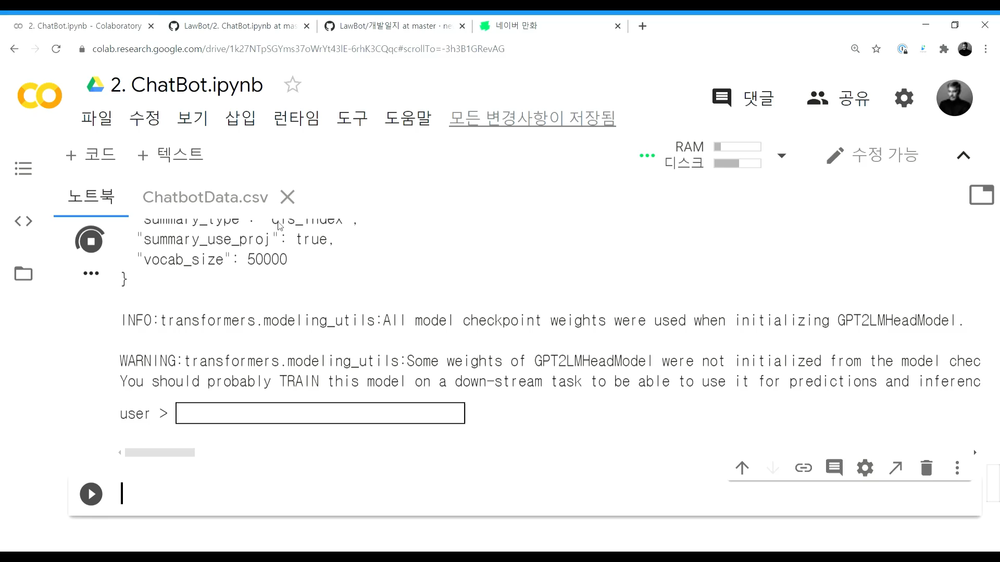 2. ChatBot.ipynb - Colaboratory
LawBot/2. ChatBot.ipynb at mas
LawBot/개발일지 at master · ne
네이버 만화
colab.research.google.com/drive/1k27NTpSGYms37oWrYt43lE-6rhK3CQqc#scrollTo=-3h3B1GRevAG
2. ChatBot.ipynb
댓글
공유
파일 수정 보기 삽입 런타임 도구 도움말 모든 변경사항이 저장됨
+ 코드 + 텍스트
RAM
디스크
수정 가능
노트북
ChatbotData.csv
"summary_type": "cls_index",
"summary_use_proj": true,
"vocab_size": 50000
}
INFO:transformers.modeling_utils:All model checkpoint weights were used when initializing GPT2LMHeadModel.
WARNING:transformers.modeling_utils:Some weights of GPT2LMHeadModel were not initialized from the model chec
You should probably TRAIN this model on a down-stream task to be able to use it for predictions and inferenc
user >